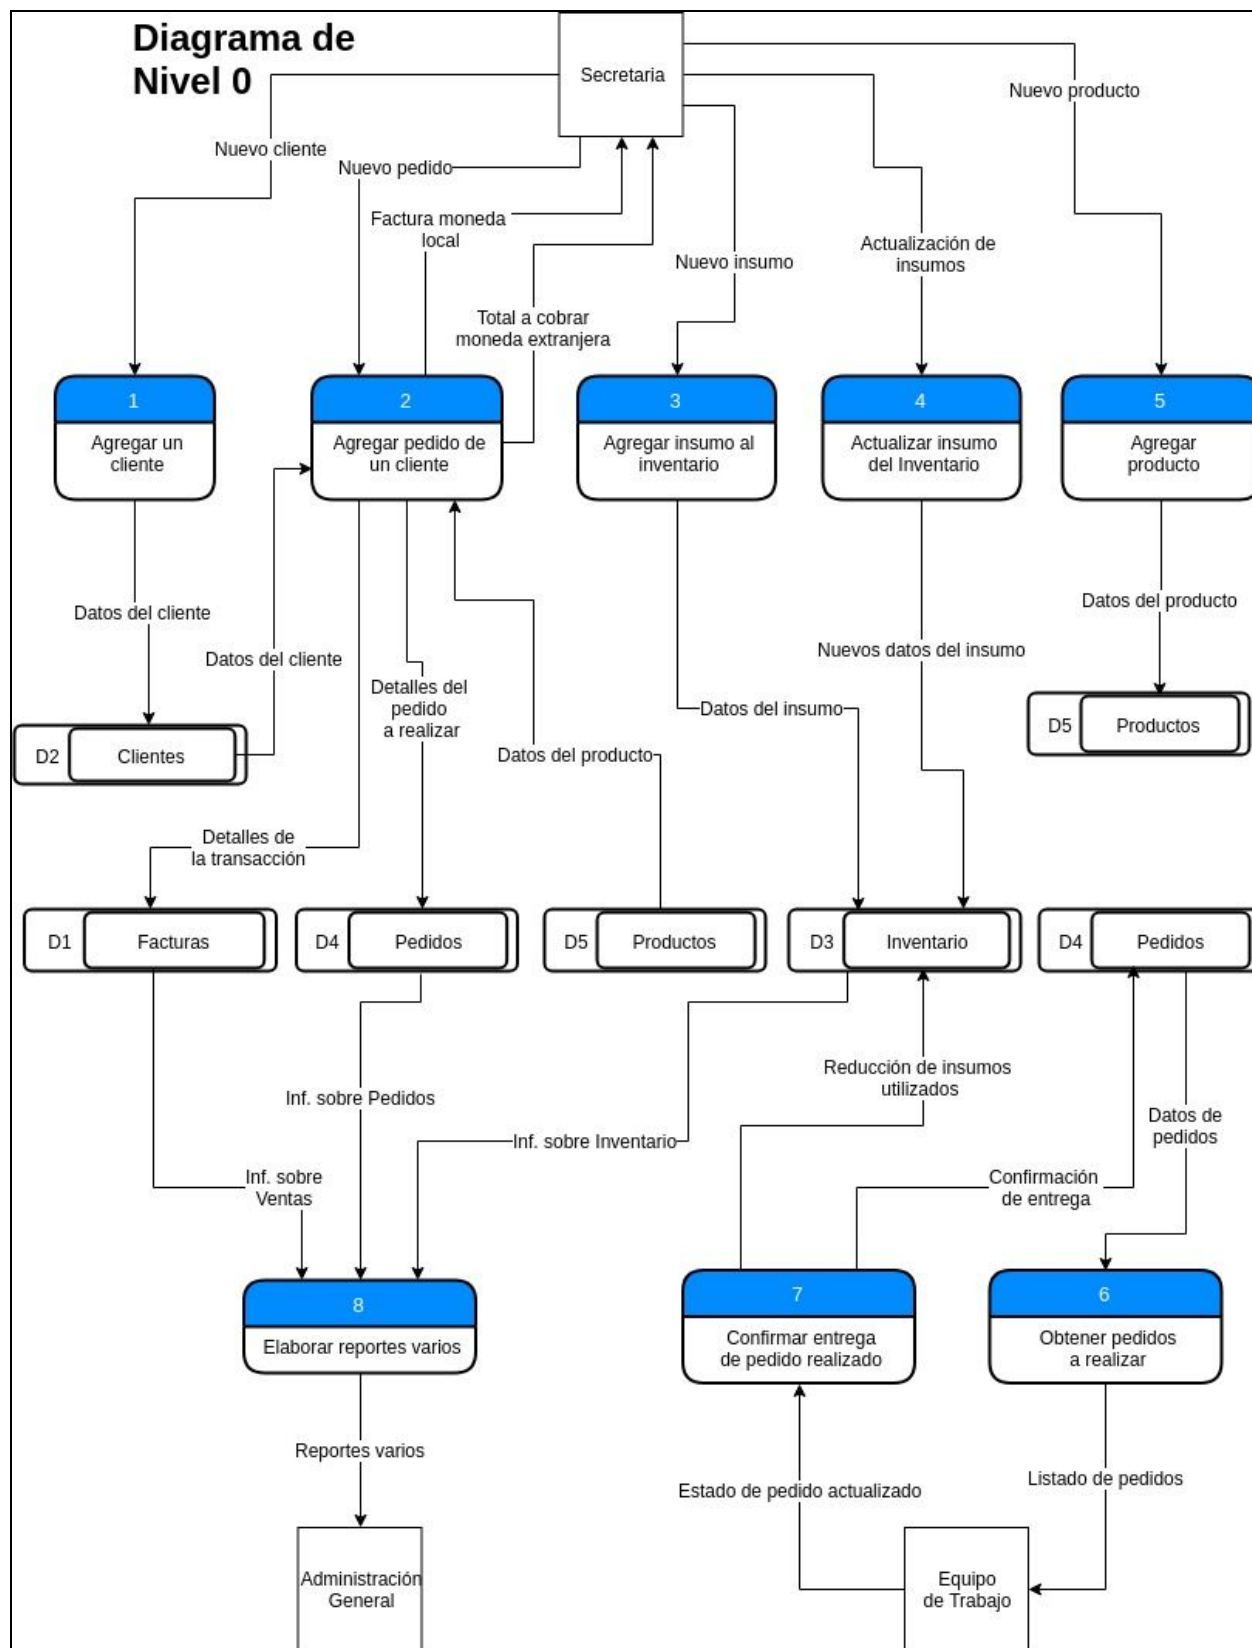 Diagrama de
Nivel 0
Secretaria
Nuevo producto
Nuevo cliente
Nuevo pedido
Factura moneda
local
Nuevo insumo
Actualización de
insumos
Total a cobrar
moneda extranjera
1
Agregar un
cliente
2
Agregar pedido de
un cliente
3
Agregar insumo al
inventario
4
Actualizar insumo
del Inventario
5
Agregar
producto
Datos del cliente
Datos del cliente
Detalles del
pedido
a realizar
Datos del producto
Datos del insumo
Nuevos datos del insumo
Datos del producto
D2
Clientes
D5
Productos
Detalles de
la transacción
D1
Facturas
D4
Pedidos
D5
Productos
D3
Inventario
D4
Pedidos
Inf. sobre Pedidos
Inf. sobre Inventario
Inf. sobre
Ventas
Reducción de insumos
utilizados
Datos de
pedidos
Confirmación
de entrega
8
Elaborar reportes varios
7
Confirmar entrega
de pedido realizado
6
Obtener pedidos
a realizar
Reportes varios
Estado de pedido actualizado
Listado de pedidos
Administración
General
Equipo
de Trabajo